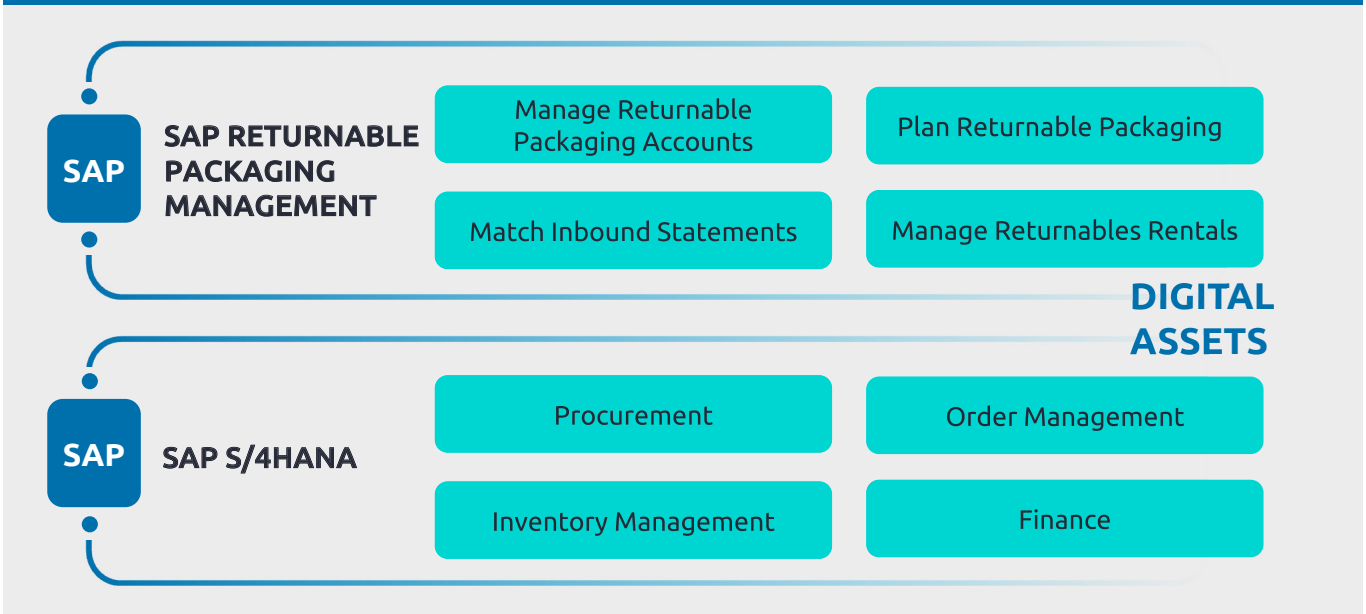 SAP
SAP RETURNABLE
PACKAGING
MANAGEMENT
Manage Returnable
Packaging Accounts
Plan Returnable Packaging
Match Inbound Statements
Manage Returnables Rentals
DIGITAL
ASSETS
SAP
SAP S/4HANA
Procurement
Order Management
Inventory Management
Finance